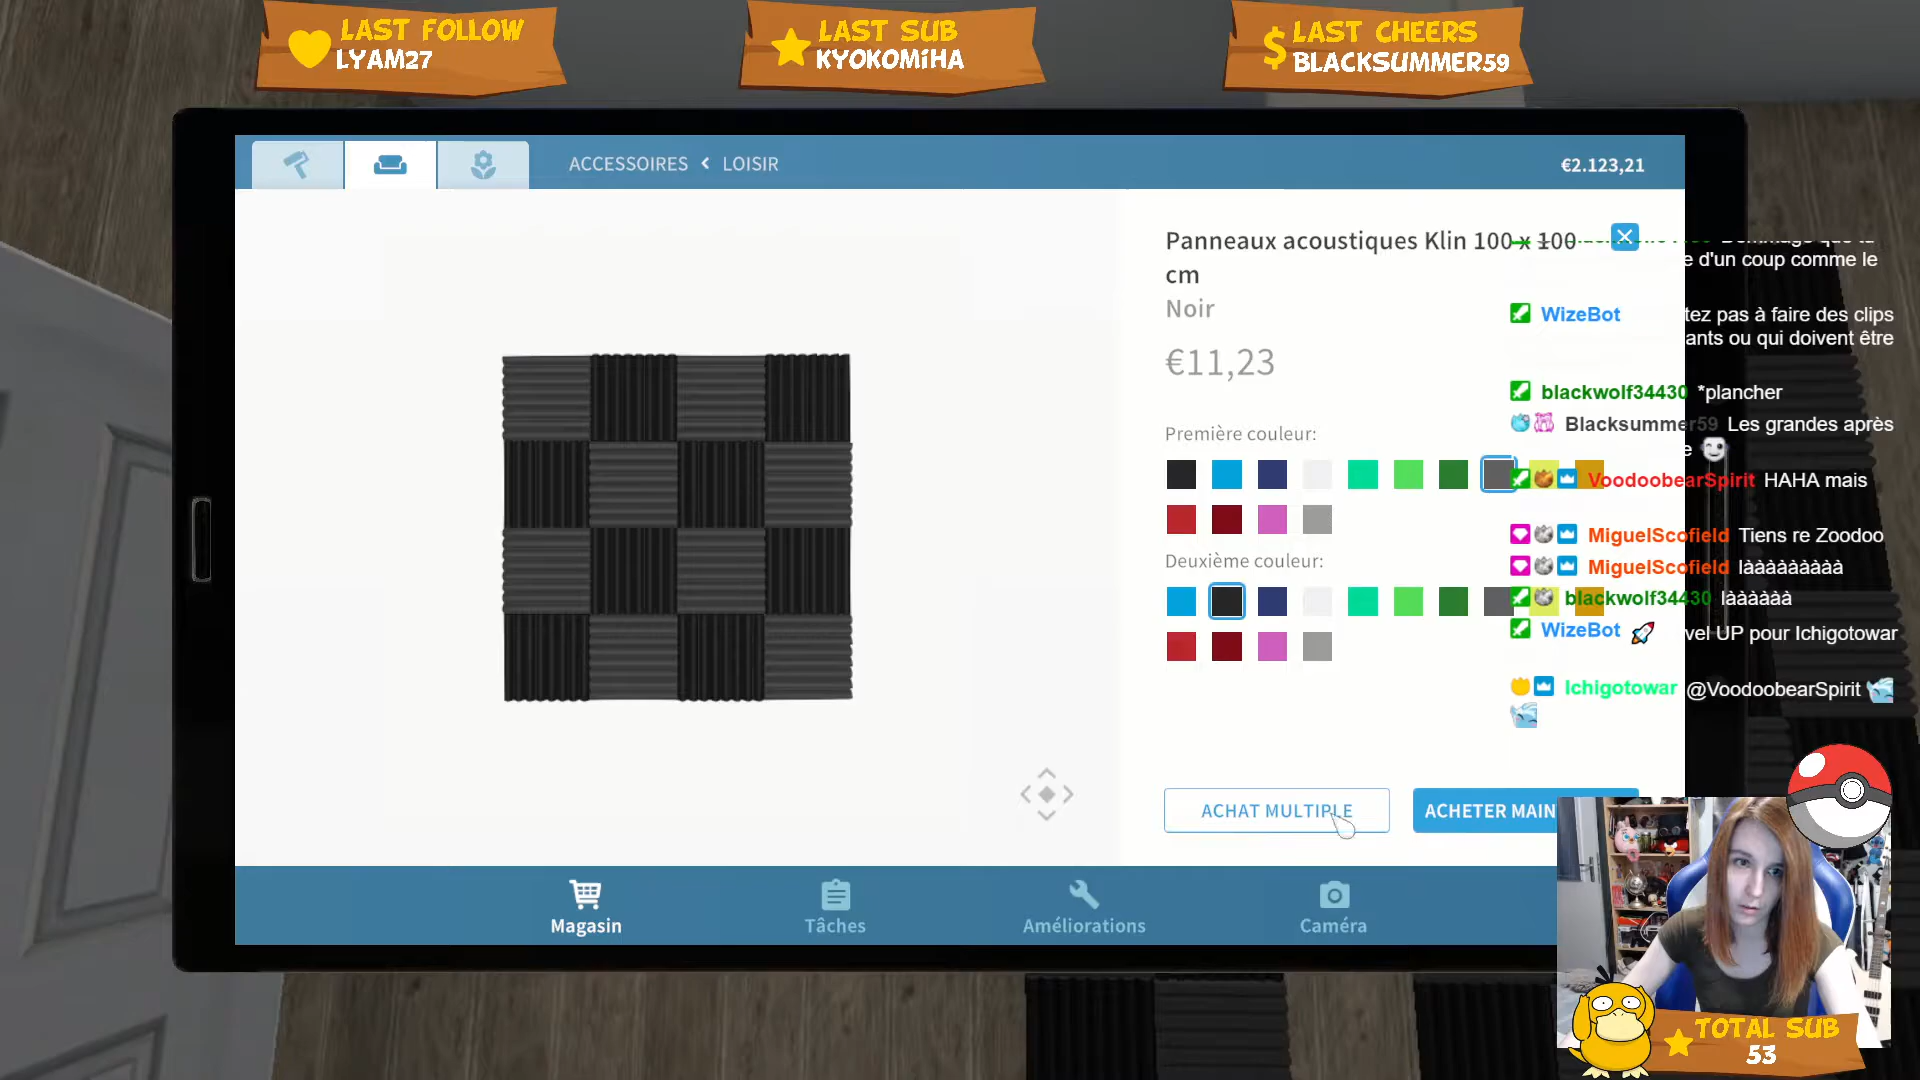 LAST FOLLOW
LYAM27
LAST SUB
KYOKOMIHA
LAST CHEERS
BLACKSUMMER59
ACCESSOIRES < LOISIR
€2.123,21
Panneaux acoustiques Klin 100 x 100
cm
Noir
€11,23
Première couleur:
Deuxième couleur:
ACHAT MULTIPLE
ACHETER MAIN
Magasin
Tâches
Améliorations
Caméra
d'un coup comme le
WizeBot
tez pas à faire des clips
ants ou qui doivent être
blackwolf34430 *plancher
Blacksummer59 Les grandes après
VoodoobearSpirit HAHA mais
MiguelScofield Tiens re Zoodoo
MiguelScofield lààààààààà
blackwolf34430 làààààà
WizeBot vel UP pour Ichigotowar
Ichigotowar @VoodoobearSpirit
TOTAL SUB
53